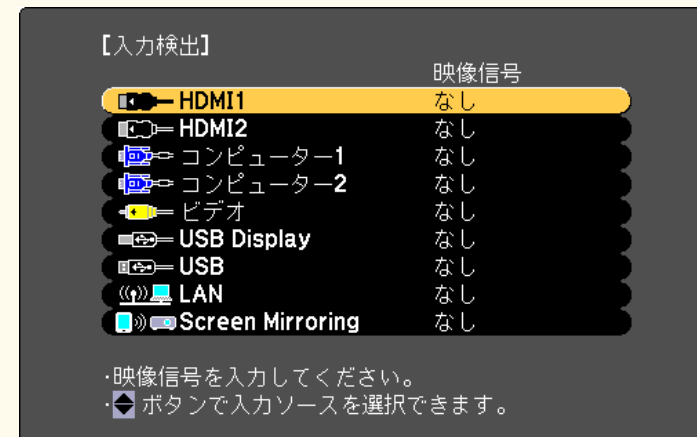 【入力検出】
映像信号
HDMI1 なし
HDMI2 なし
コンピューター1 なし
コンピューター2 なし
ビデオ なし
USB Display なし
USB なし
LAN なし
Screen Mirroring なし
・映像信号を入力してください。
・ボタンで入力ソースを選択できます。